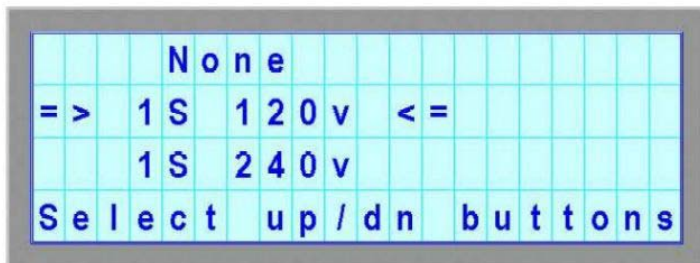 None
=> 1S 120v <=
1S 240v
Select up/dn buttons